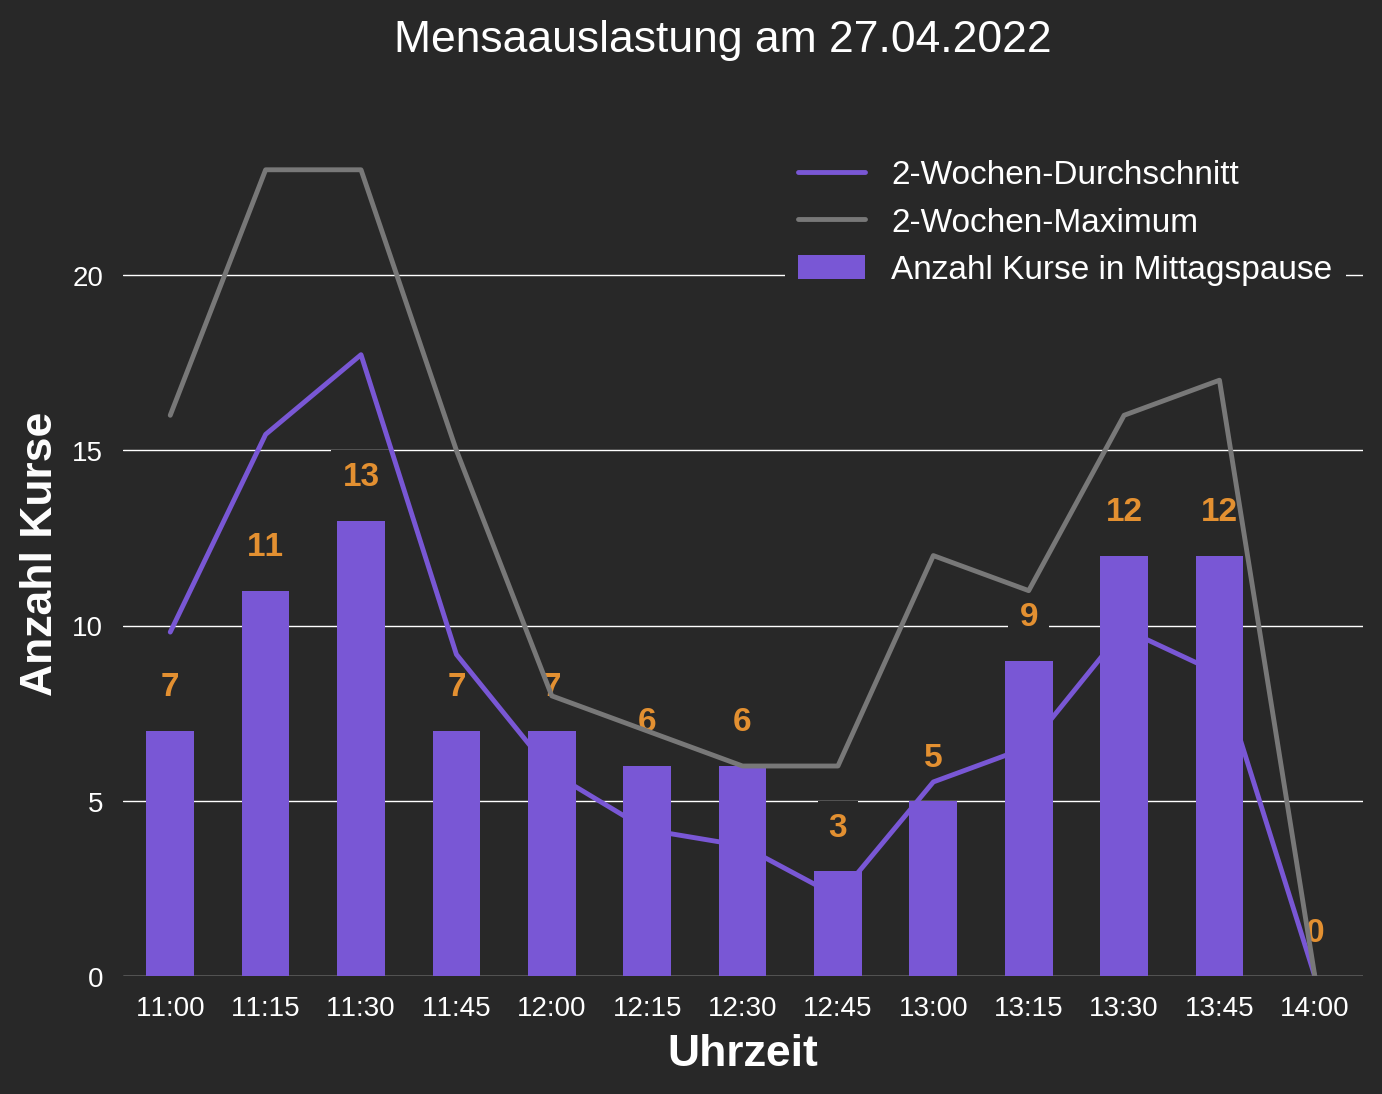 Mensaauslastung am 27.04.2022
2-Wochen-Durchschnitt
2-Wochen-Maximum
Anzahl Kurse in Mittagspause
Anzahl Kurse
20
15
10
5
0
7
11
13
7
7
6
6
3
5
9
12
12
0
11:00 11:15 11:30 11:45 12:00 12:15 12:30 12:45 13:00 13:15 13:30 13:45 14:00
Uhrzeit